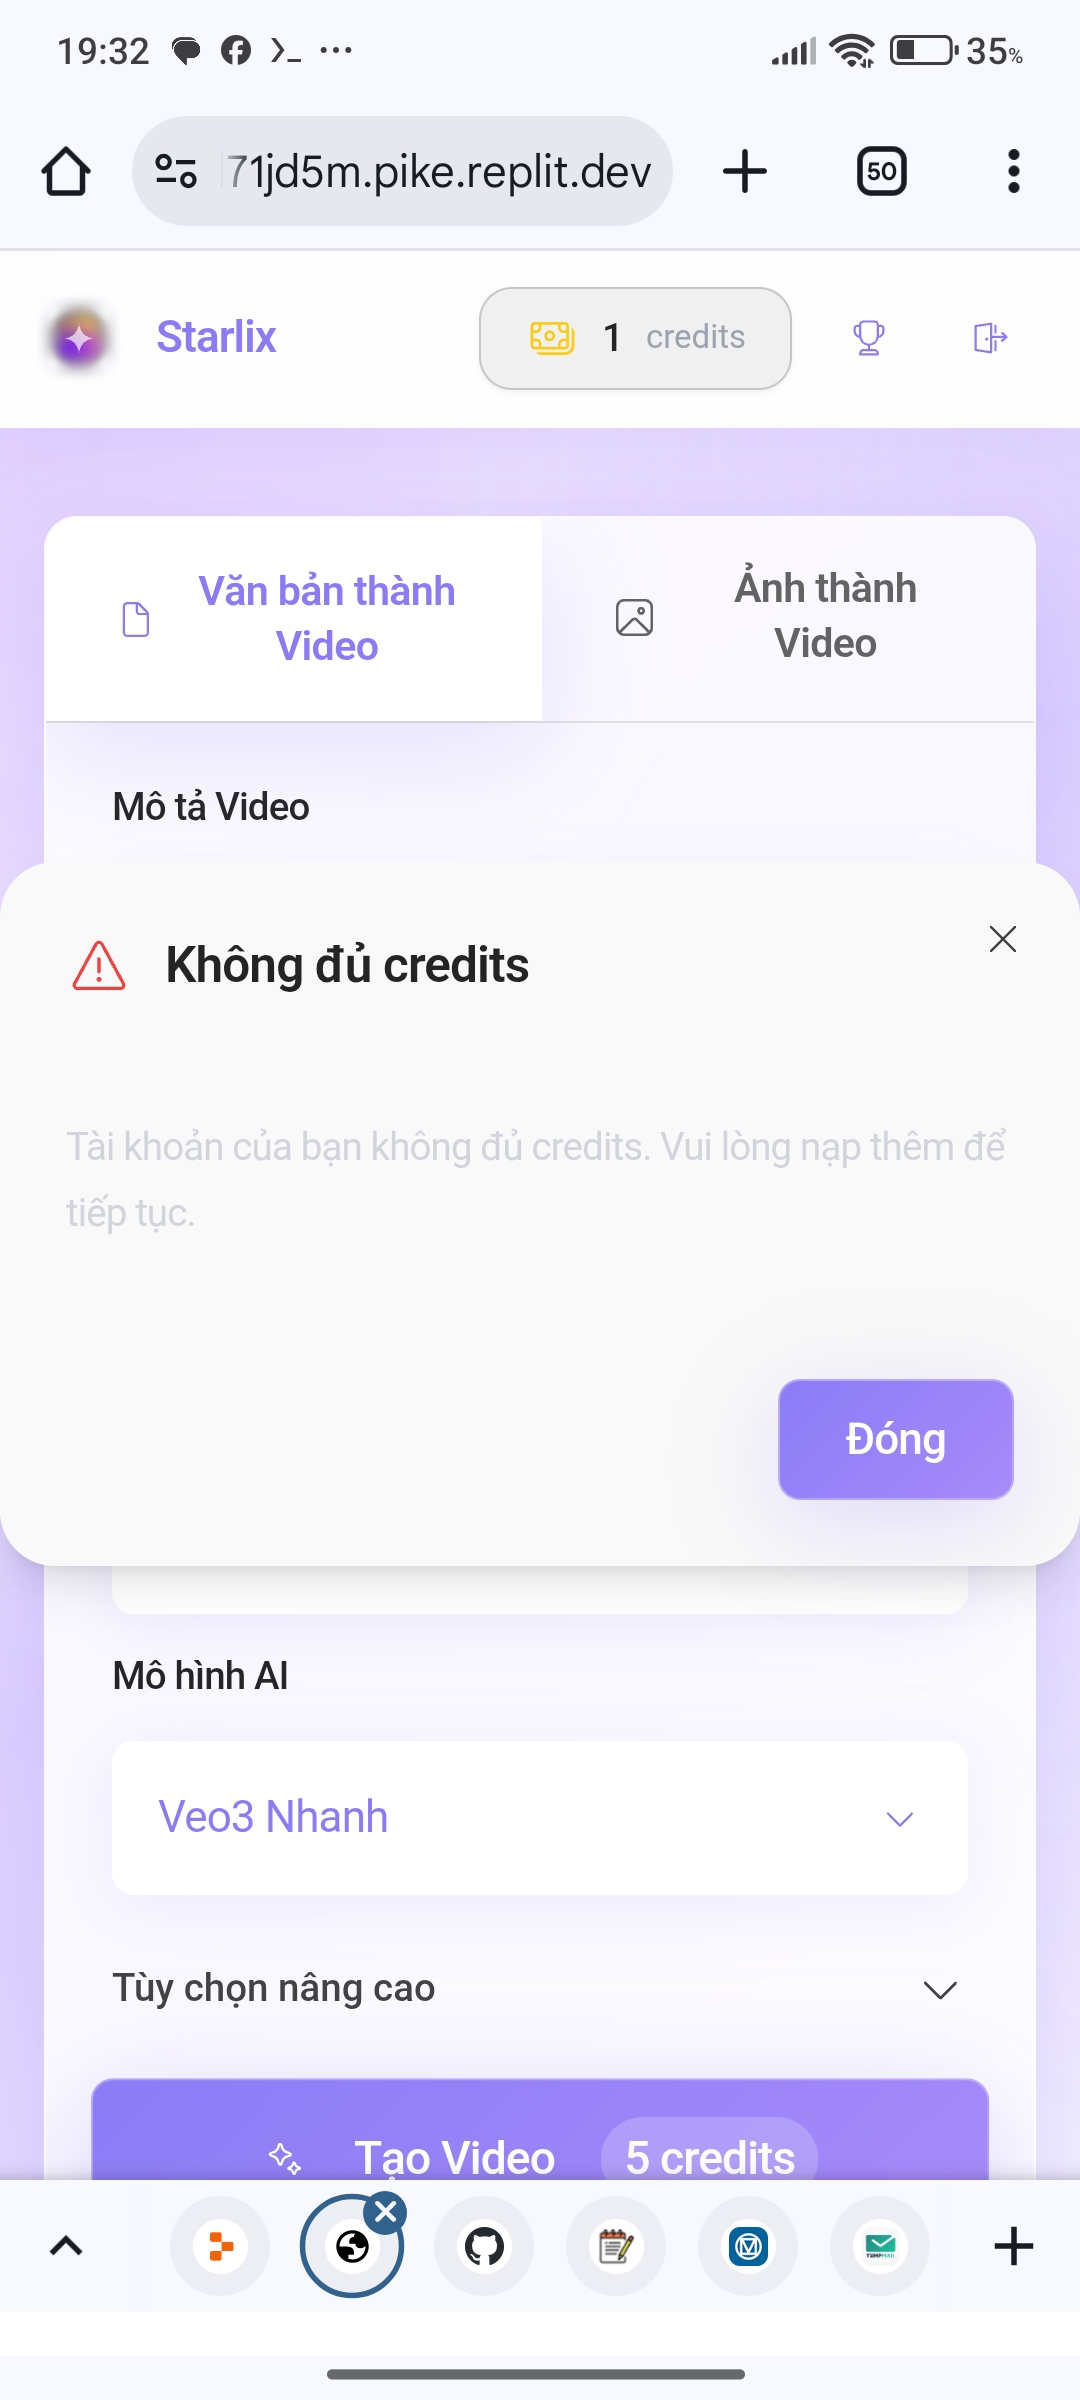 19:32
35%
71jd5m.pike.replit.dev
50
Starlix
1 credits
Văn bản thành
Video
Ảnh thành
Video
Mô tả Video
Không đủ credits
Tài khoản của bạn không đủ credits. Vui lòng nạp thêm để
tiếp tục.
Đóng
Mô hình AI
Veo3 Nhanh
Tùy chọn nâng cao
Tạo Video 5 credits
TEMPMAIL